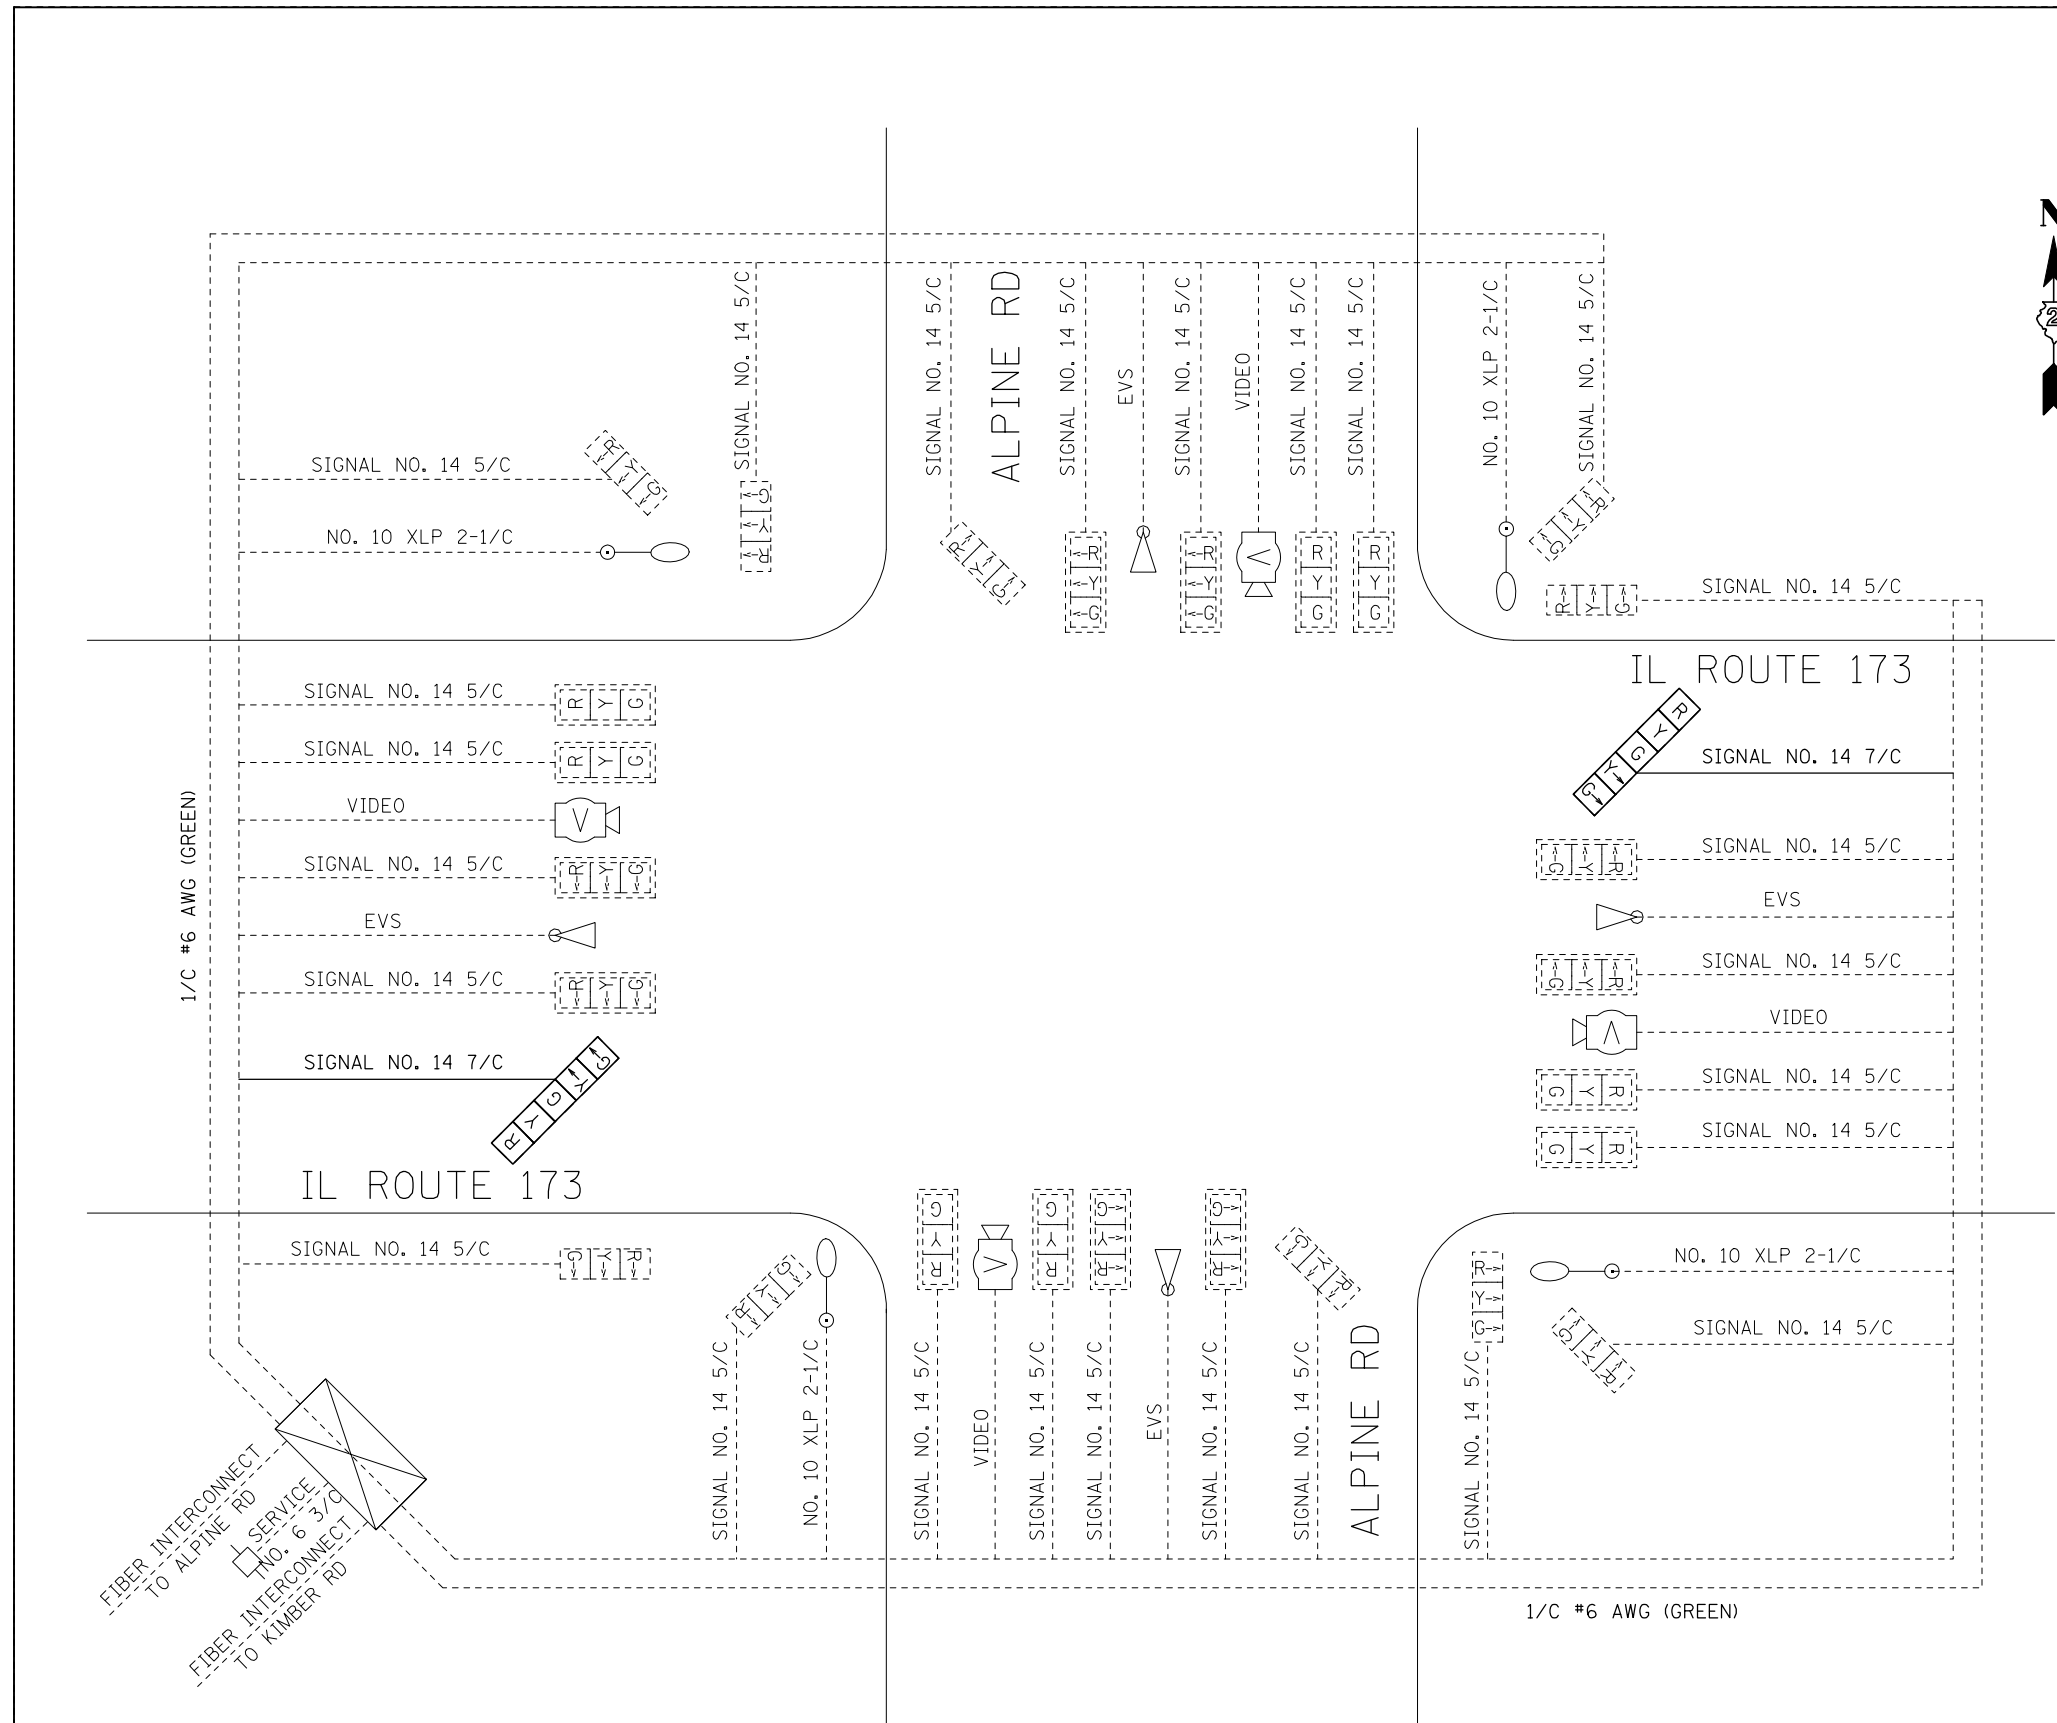 N
2
SIGNAL NO. 14 5/C
SIGNAL NO. 14 5/C
ALPINE RD
SIGNAL NO. 14 5/C
EVS
SIGNAL NO. 14 5/C
VIDEO
SIGNAL NO. 14 5/C
SIGNAL NO. 14 5/C
NO. 10 XLP 2-1/C
SIGNAL NO. 14 5/C
SIGNAL NO. 14 5/C
R Y G
NO. 10 XLP 2-1/C
G Y R
R Y G
R Y G
R Y G
V
R Y G
R Y G
G Y R
R Y G
SIGNAL NO. 14 5/C
IL ROUTE 173
SIGNAL NO. 14 5/C
R Y G
SIGNAL NO. 14 5/C
R Y G
VIDEO
V
SIGNAL NO. 14 5/C
R Y G
EVS
SIGNAL NO. 14 5/C
R Y G
SIGNAL NO. 14 7/C
R Y G Y G
IL ROUTE 173
1/C #6 AWG (GREEN)
R Y G Y G
SIGNAL NO. 14 7/C
G Y R
SIGNAL NO. 14 5/C
EVS
G Y R
SIGNAL NO. 14 5/C
V
VIDEO
G Y R
SIGNAL NO. 14 5/C
G Y R
SIGNAL NO. 14 5/C
SIGNAL NO. 14 5/C
G Y R
R Y G
G Y R
V
G Y R
G Y R
G Y R
G Y R
R Y G
NO. 10 XLP 2-1/C
G Y R
SIGNAL NO. 14 5/C
SIGNAL NO. 14 5/C
NO. 10 XLP 2-1/C
SIGNAL NO. 14 5/C
VIDEO
SIGNAL NO. 14 5/C
SIGNAL NO. 14 5/C
EVS
SIGNAL NO. 14 5/C
SIGNAL NO. 14 5/C
ALPINE RD
SIGNAL NO. 14 5/C
FIBER INTERCONNECT
TO ALPINE RD
SERVICE
NO. 6 3/C
FIBER INTERCONNECT
TO KIMBER RD
1/C #6 AWG (GREEN)